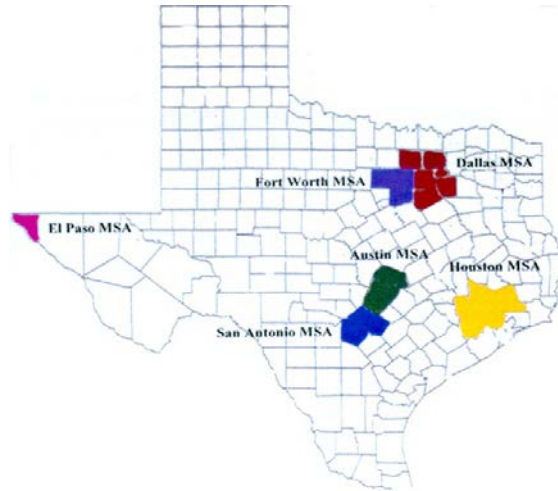 Dallas MSA
Fort Worth MSA
El Paso MSA
Austin MSA
Houston MSA
San Antonio MSA